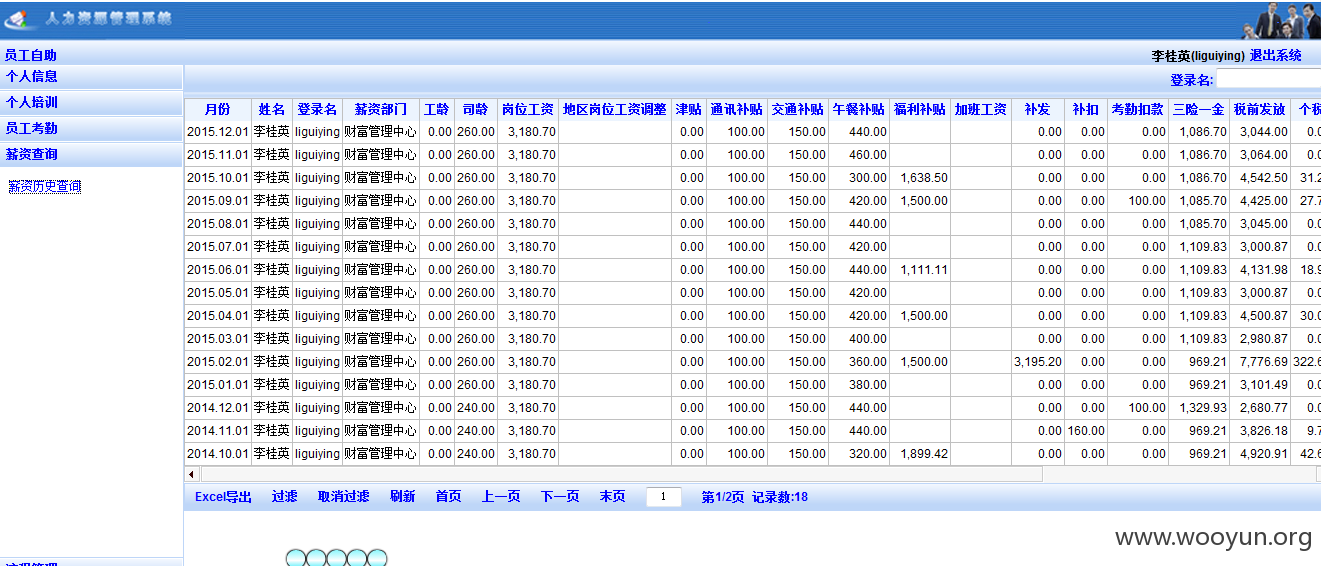 人力资源管理系统
员工自助
李桂英(liguiying) 退出系统
个人信息
登录名:
个人培训
员工考勤
薪资查询
薪资历史查询
月份 姓名 登录名 薪资部门 工龄 司龄 岗位工资 地区岗位工资调整 津贴 通讯补贴 交通补贴 午餐补贴 福利补贴 加班工资 补发 补扣 考勤扣款 三险一金 税前发放
2015.12.01 李桂英 liguiying 财富管理中心 0.00 260.00 3,180.70 0.00 100.00 150.00 440.00 0.00 0.00 0.00 1,086.70 3,044.00 0.0
2015.11.01 李桂英 liguiying 财富管理中心 0.00 260.00 3,180.70 0.00 100.00 150.00 460.00 0.00 0.00 0.00 1,086.70 3,064.00 0.0
2015.10.01 李桂英 liguiying 财富管理中心 0.00 260.00 3,180.70 0.00 100.00 150.00 300.00 1,638.50 0.00 0.00 0.00 1,086.70 4,542.50 31.2
2015.09.01 李桂英 liguiying 财富管理中心 0.00 260.00 3,180.70 0.00 100.00 150.00 420.00 1,500.00 0.00 0.00 100.00 1,085.70 4,425.00 27.7
2015.08.01 李桂英 liguiying 财富管理中心 0.00 260.00 3,180.70 0.00 100.00 150.00 440.00 0.00 0.00 0.00 1,085.70 3,045.00 0.0
2015.07.01 李桂英 liguiying 财富管理中心 0.00 260.00 3,180.70 0.00 100.00 150.00 420.00 0.00 0.00 0.00 1,109.83 3,000.87 0.0
2015.06.01 李桂英 liguiying 财富管理中心 0.00 260.00 3,180.70 0.00 100.00 150.00 440.00 1,111.11 0.00 0.00 0.00 1,109.83 4,131.98 18.9
2015.05.01 李桂英 liguiying 财富管理中心 0.00 260.00 3,180.70 0.00 100.00 150.00 420.00 0.00 0.00 0.00 1,109.83 3,000.87 0.0
2015.04.01 李桂英 liguiying 财富管理中心 0.00 260.00 3,180.70 0.00 100.00 150.00 420.00 1,500.00 0.00 0.00 0.00 1,109.83 4,500.87 30.0
2015.03.01 李桂英 liguiying 财富管理中心 0.00 260.00 3,180.70 0.00 100.00 150.00 400.00 0.00 0.00 0.00 1,109.83 2,980.87 0.0
2015.02.01 李桂英 liguiying 财富管理中心 0.00 260.00 3,180.70 0.00 100.00 150.00 360.00 1,500.00 3,195.20 0.00 0.00 969.21 7,776.69 322.6
2015.01.01 李桂英 liguiying 财富管理中心 0.00 260.00 3,180.70 0.00 100.00 150.00 380.00 0.00 0.00 0.00 969.21 3,101.49 0.0
2014.12.01 李桂英 liguiying 财富管理中心 0.00 240.00 3,180.70 0.00 100.00 150.00 440.00 0.00 0.00 100.00 1,329.93 2,680.77 0.0
2014.11.01 李桂英 liguiying 财富管理中心 0.00 240.00 3,180.70 0.00 100.00 150.00 440.00 0.00 160.00 0.00 969.21 3,826.18 9.7
2014.10.01 李桂英 liguiying 财富管理中心 0.00 240.00 3,180.70 0.00 100.00 150.00 320.00 1,899.42 0.00 0.00 0.00 969.21 4,920.91 42.6
Excel导出 过滤 取消过滤 刷新 首页 上一页 下一页 末页 1 第1/2页 记录数:18
www.wooyun.org